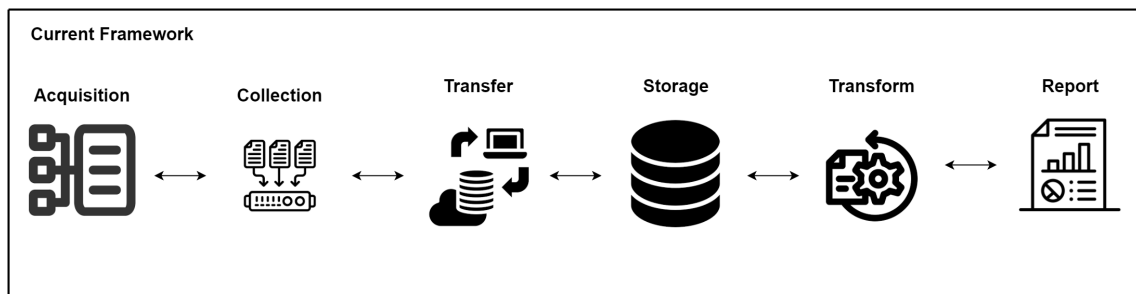 Current Framework
Acquisition
Collection
Transfer
Storage
Transform
Report